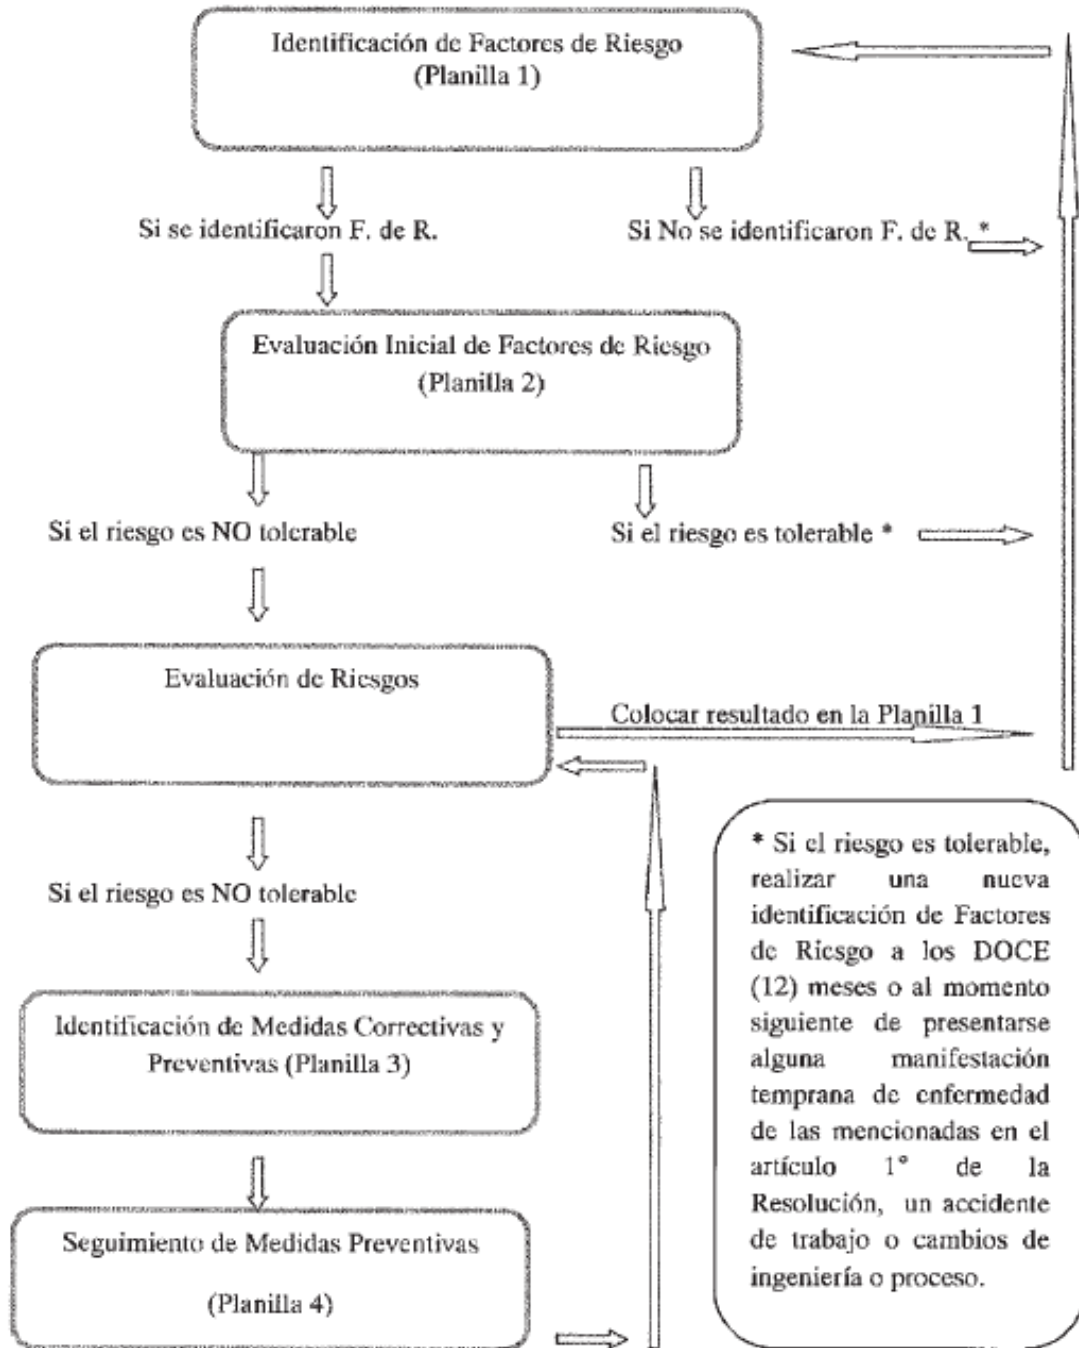 Identificación de Factores de Riesgo
(Planilla 1)
Si se identificaron F. de R.
Si No se identificaron F. de R. *
Evaluación Inicial de Factores de Riesgo
(Planilla 2)
Si el riesgo es NO tolerable
Si el riesgo es tolerable *
Evaluación de Riesgos
Colocar resultado en la Planilla 1
Si el riesgo es NO tolerable
Identificación de Medidas Correctivas y
Preventivas (Planilla 3)
Seguimiento de Medidas Preventivas
(Planilla 4)
* Si el riesgo es tolerable,
realizar una nueva
identificación de Factores
de Riesgo a los DOCE
(12) meses o al momento
siguiente de presentarse
alguna manifestación
temprana de enfermedad
de las mencionadas en el
artículo 1° de la
Resolución, un accidente
de trabajo o cambios de
ingeniería o proceso.